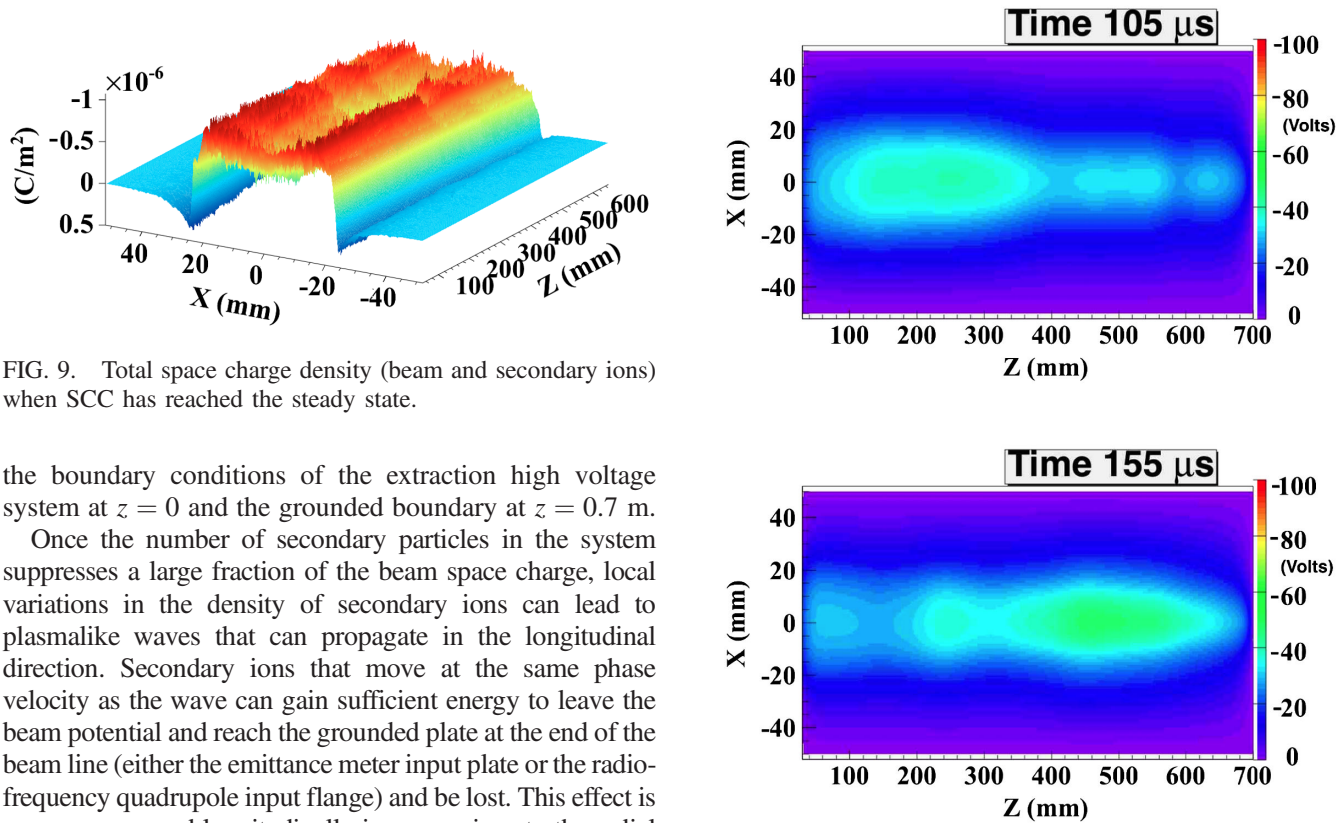 ×10-6
-1
-0.5
0
0.5
(C/m2)
40
20
0
-20
-40
X (mm)
100
200
300
400
500
600
Z (mm)
FIG. 9. Total space charge density (beam and secondary ions)
when SCC has reached the steady state.
the boundary conditions of the extraction high voltage
system at z = 0 and the grounded boundary at z = 0.7 m.
Once the number of secondary particles in the system
suppresses a large fraction of the beam space charge, local
variations in the density of secondary ions can lead to
plasmalike waves that can propagate in the longitudinal
direction. Secondary ions that move at the same phase
velocity as the wave can gain sufficient energy to leave the
beam potential and reach the grounded plate at the end of the
beam line (either the emittance meter input plate or the radio-
frequency quadrupole input flange) and be lost. This effect is
Time 105 μs
40
20
0
-20
-40
X (mm)
100 200 300 400 500 600 700
Z (mm)
-100
-80
(Volts)
-60
-40
-20
0
Time 155 μs
40
20
0
-20
-40
X (mm)
100 200 300 400 500 600 700
Z (mm)
-100
-80
(Volts)
-60
-40
-20
0